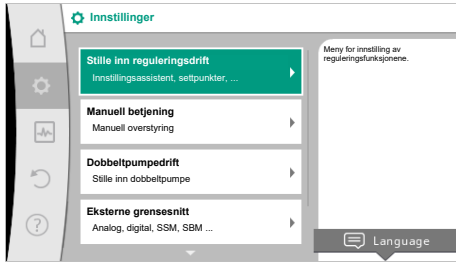 Innstillinger
Stille inn reguleringsdrift
Innstillingsassistent, settpunkter, ...
Manuell betjening
Manuell overstyring
Dobbeltpumpedrift
Stille inn dobbeltpumpe
Eksterne grensesnitt
Analog, digital, SSM, SBM ...
Meny for innstilling av
reguleringsfunksjonene.
Language